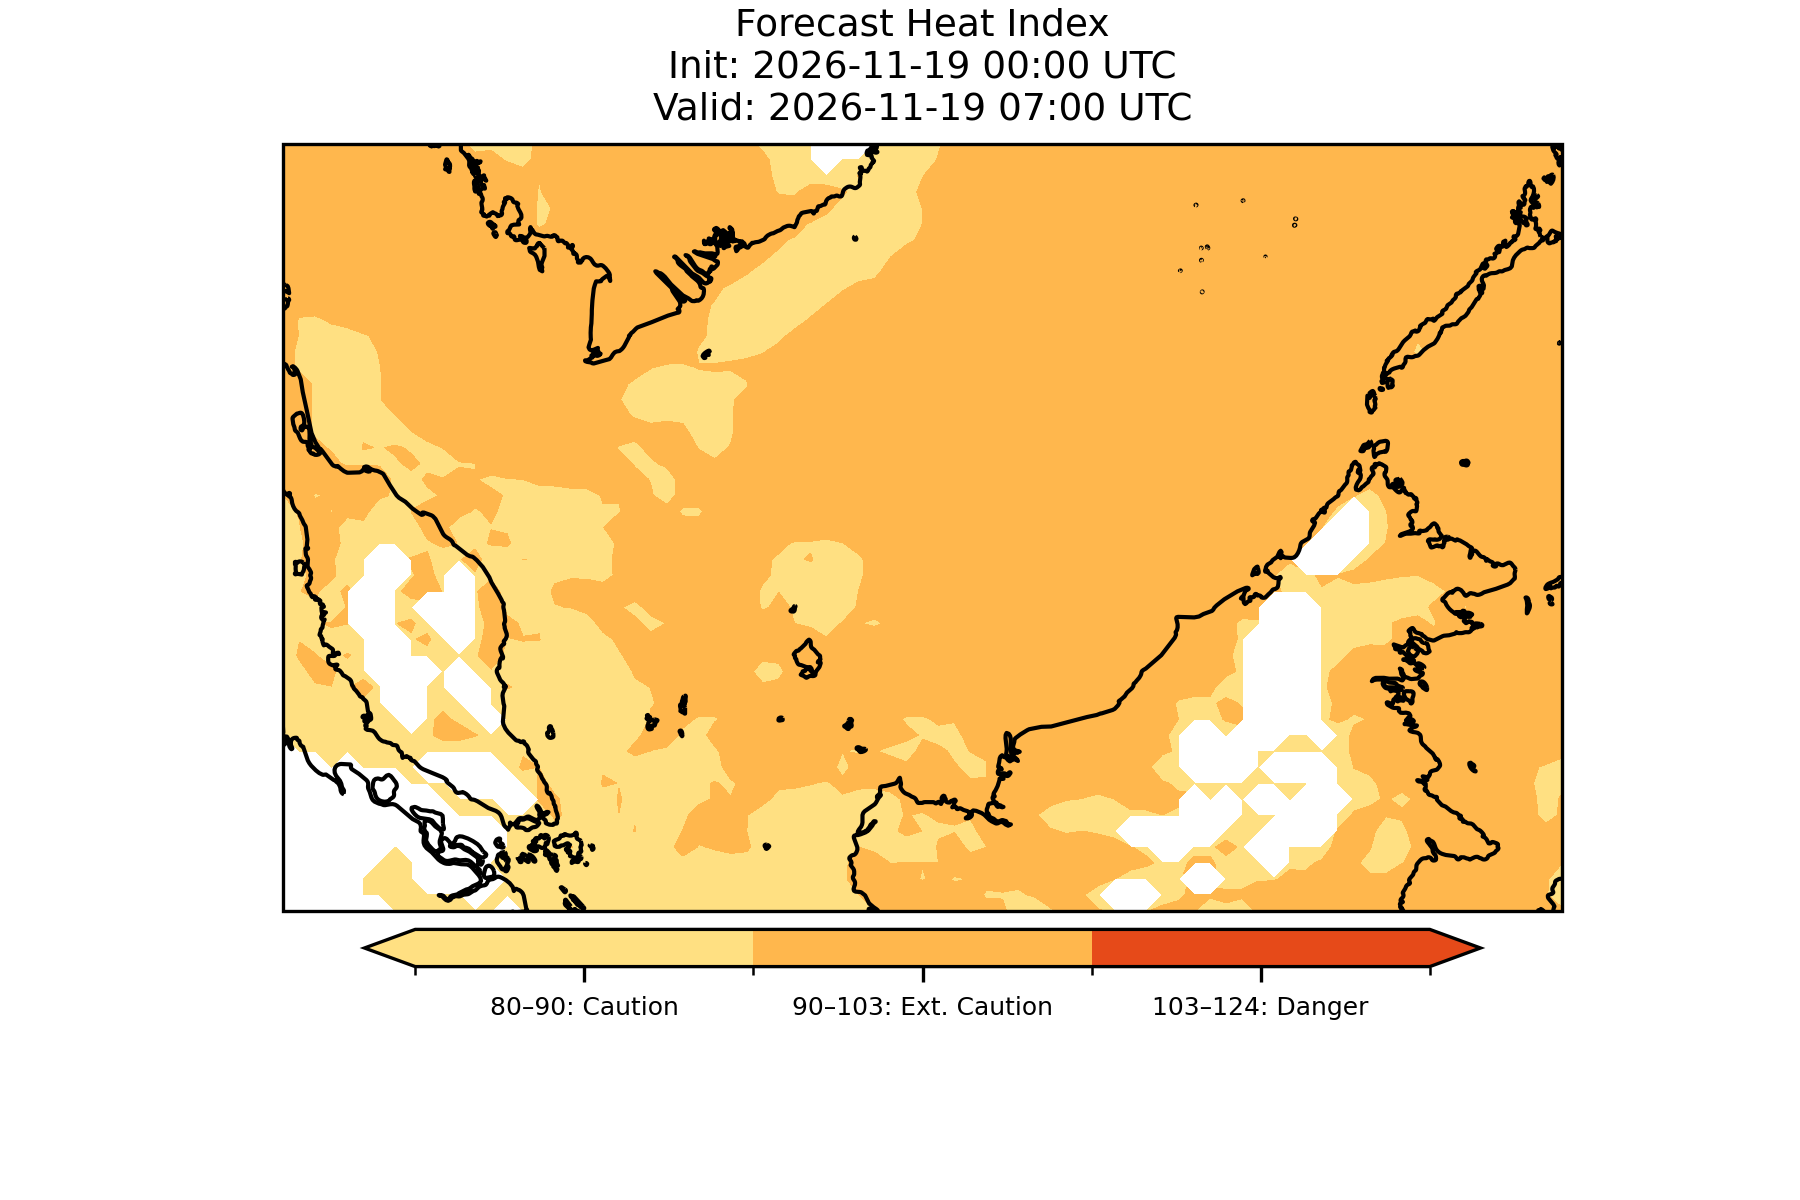 Forecast Heat Index
Init: 2026-11-19 00:00 UTC
Valid: 2026-11-19 07:00 UTC
80–90: Caution
90–103: Ext. Caution
103–124: Danger